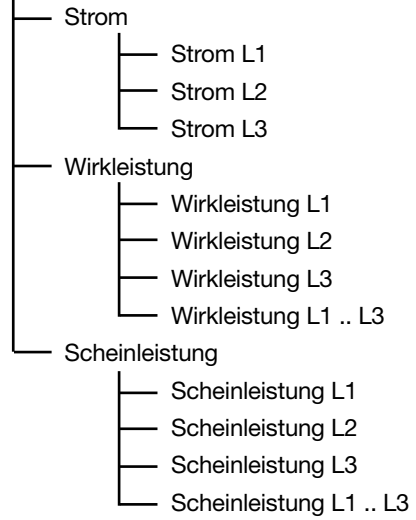 Strom
Strom L1
Strom L2
Strom L3
Wirkleistung
Wirkleistung L1
Wirkleistung L2
Wirkleistung L3
Wirkleistung L1 .. L3
Scheinleistung
Scheinleistung L1
Scheinleistung L2
Scheinleistung L3
Scheinleistung L1 .. L3